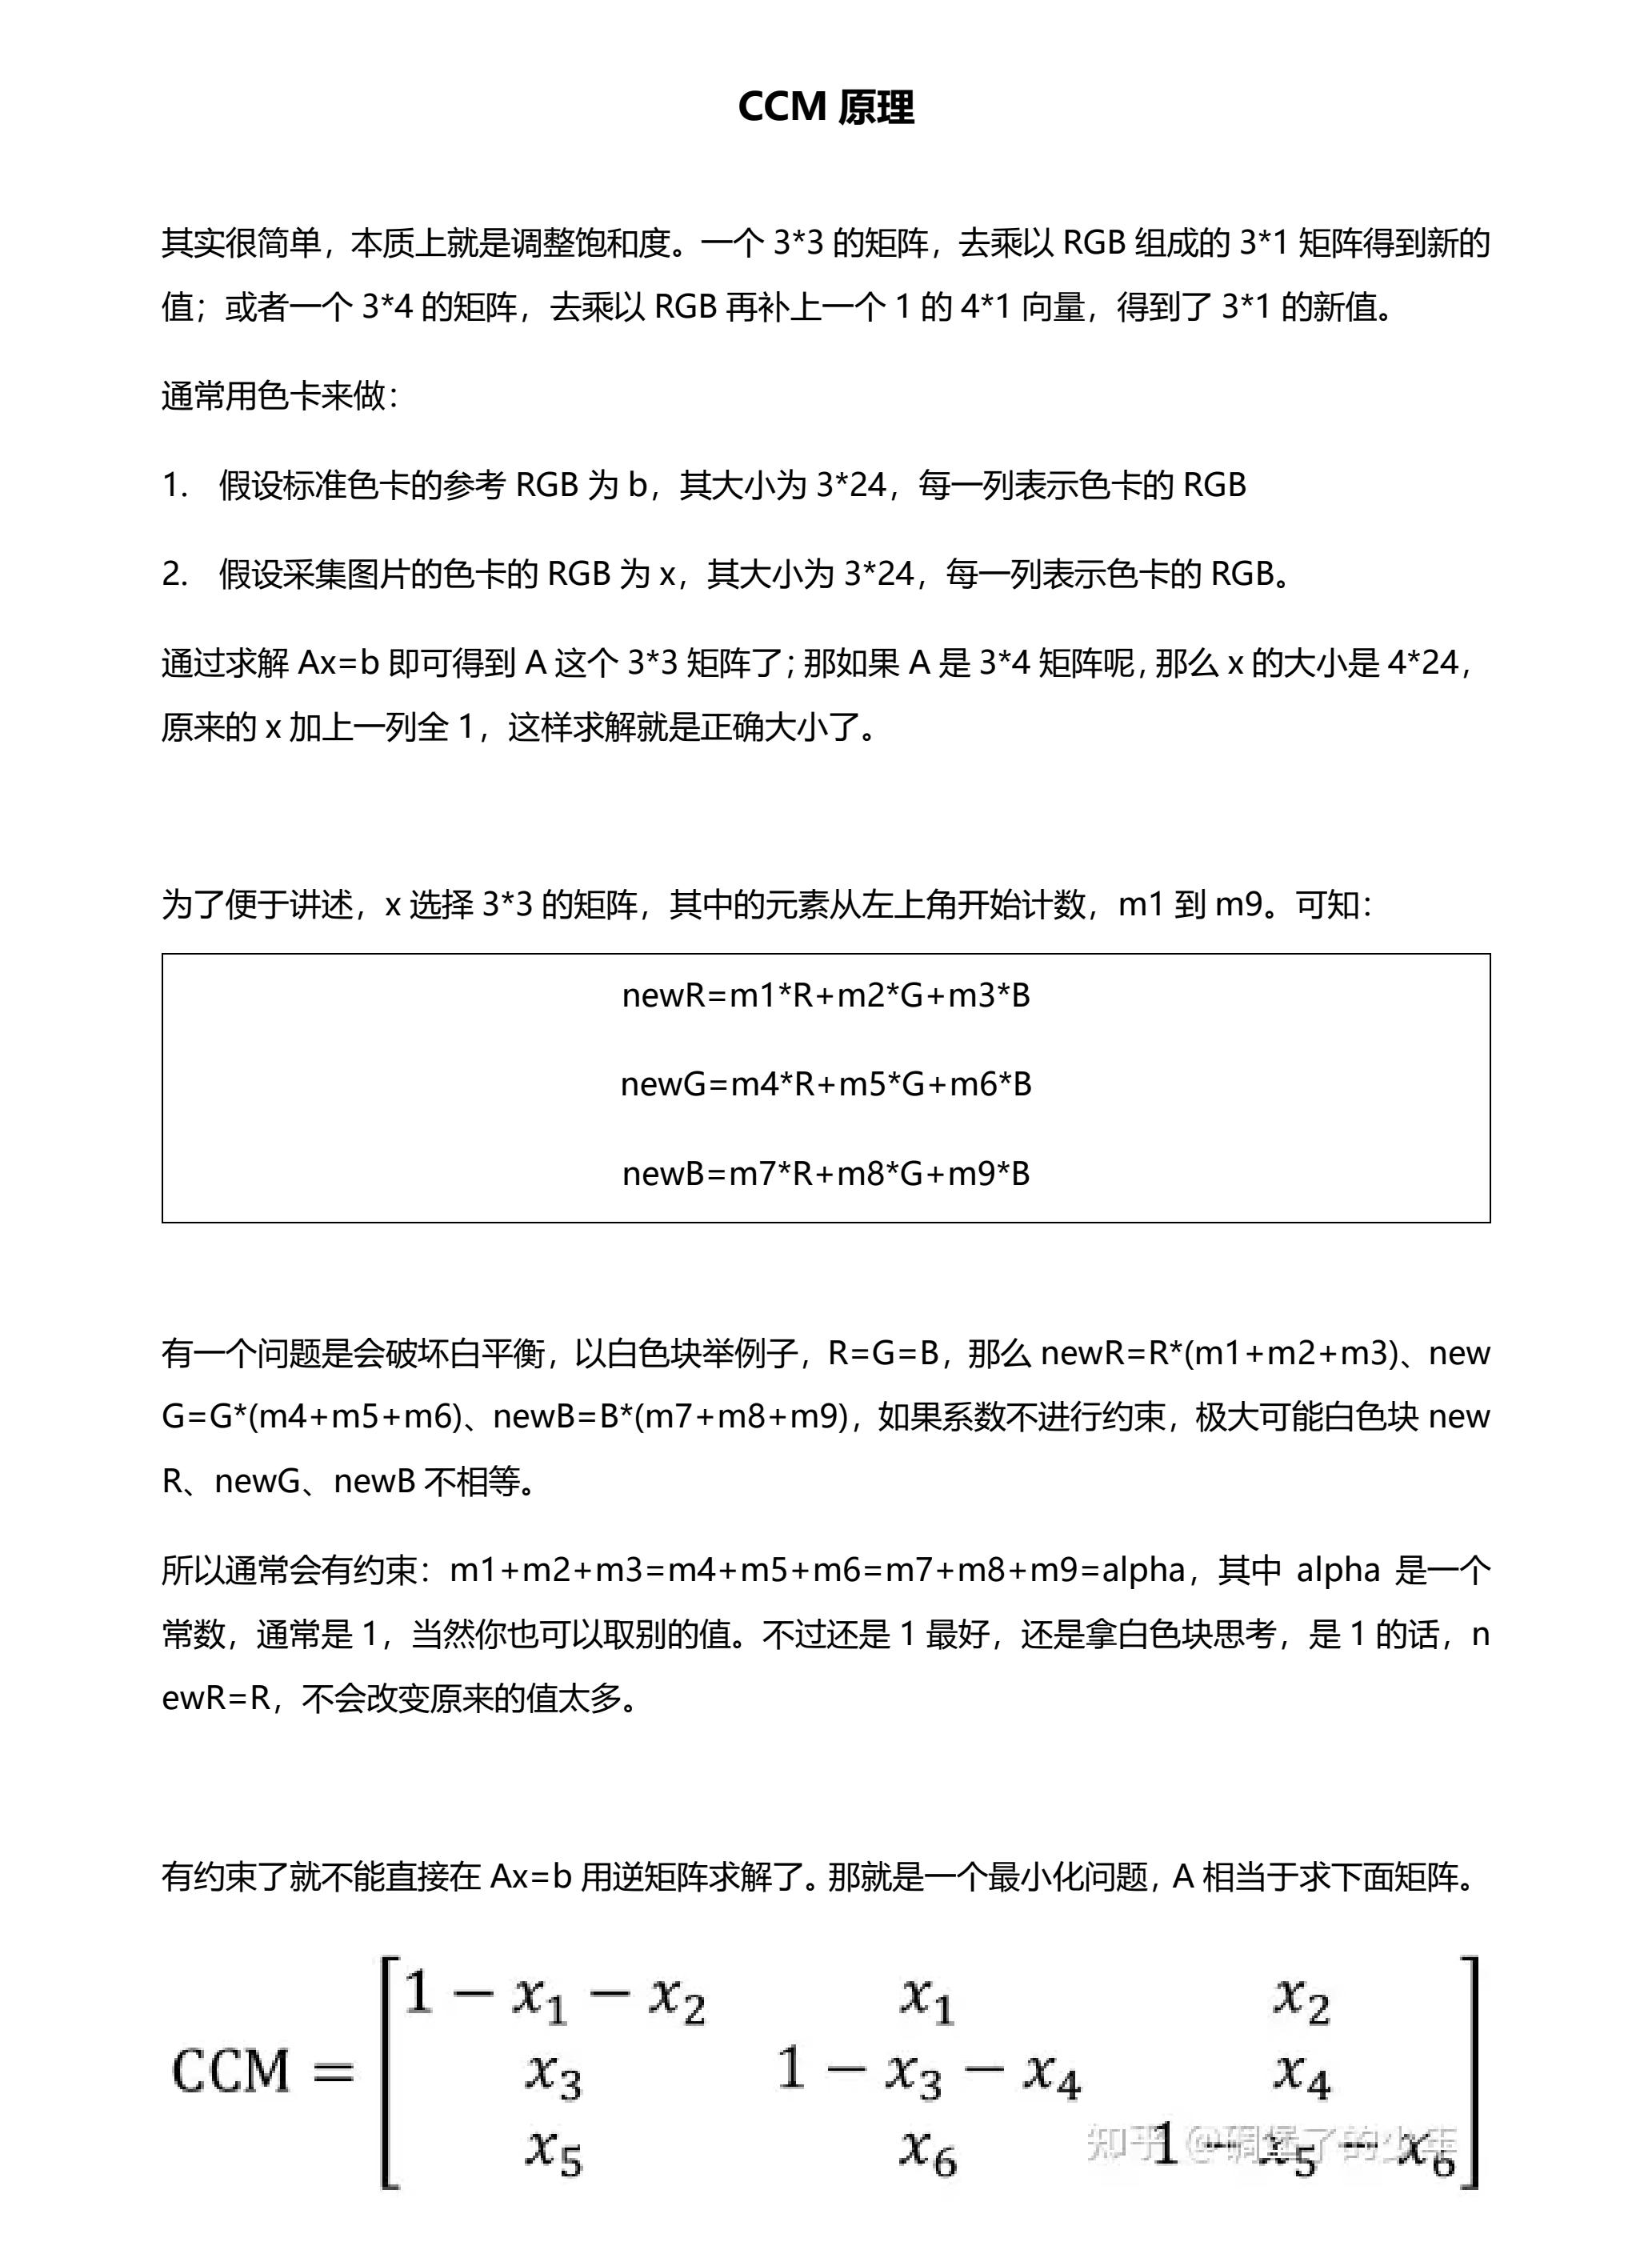 CCM 原理
其实很简单，本质上就是调整饱和度。一个 3*3 的矩阵，去乘以 RGB 组成的 3*1 矩阵得到新的
值；或者一个 3*4 的矩阵，去乘以 RGB 再补上一个 1 的 4*1 向量，得到了 3*1 的新值。
通常用色卡来做：
1. 假设标准色卡的参考 RGB 为 b，其大小为 3*24，每一列表示色卡的 RGB
2. 假设采集图片的色卡的 RGB 为 x，其大小为 3*24，每一列表示色卡的 RGB。
通过求解 Ax=b 即可得到 A 这个 3*3 矩阵了；那如果 A 是 3*4 矩阵呢，那么 x 的大小是 4*24，
原来的 x 加上一列全 1，这样求解就是正确大小了。
为了便于讲述，x 选择 3*3 的矩阵，其中的元素从左上角开始计数，m1 到 m9。可知：
newR=m1*R+m2*G+m3*B
newG=m4*R+m5*G+m6*B
newB=m7*R+m8*G+m9*B
有一个问题是会破坏白平衡，以白色块举例子，R=G=B，那么 newR=R*(m1+m2+m3)、new
G=G*(m4+m5+m6)、newB=B*(m7+m8+m9)，如果系数不进行约束，极大可能白色块 new
R、newG、newB 不相等。
所以通常会有约束：m1+m2+m3=m4+m5+m6=m7+m8+m9=alpha，其中 alpha 是一个
常数，通常是 1，当然你也可以取别的值。不过还是 1 最好，还是拿白色块思考，是 1 的话，n
ewR=R，不会改变原来的值太多。
有约束了就不能直接在 Ax=b 用逆矩阵求解了。那就是一个最小化问题，A 相当于求下面矩阵。
1 − x₁ − x₂ x₁ x₂
CCM = x₃ 1 − x₃ − x₄ x₄
x₅ x₆ 1 − x₅ − x₆
知乎 @碉堡了的少年